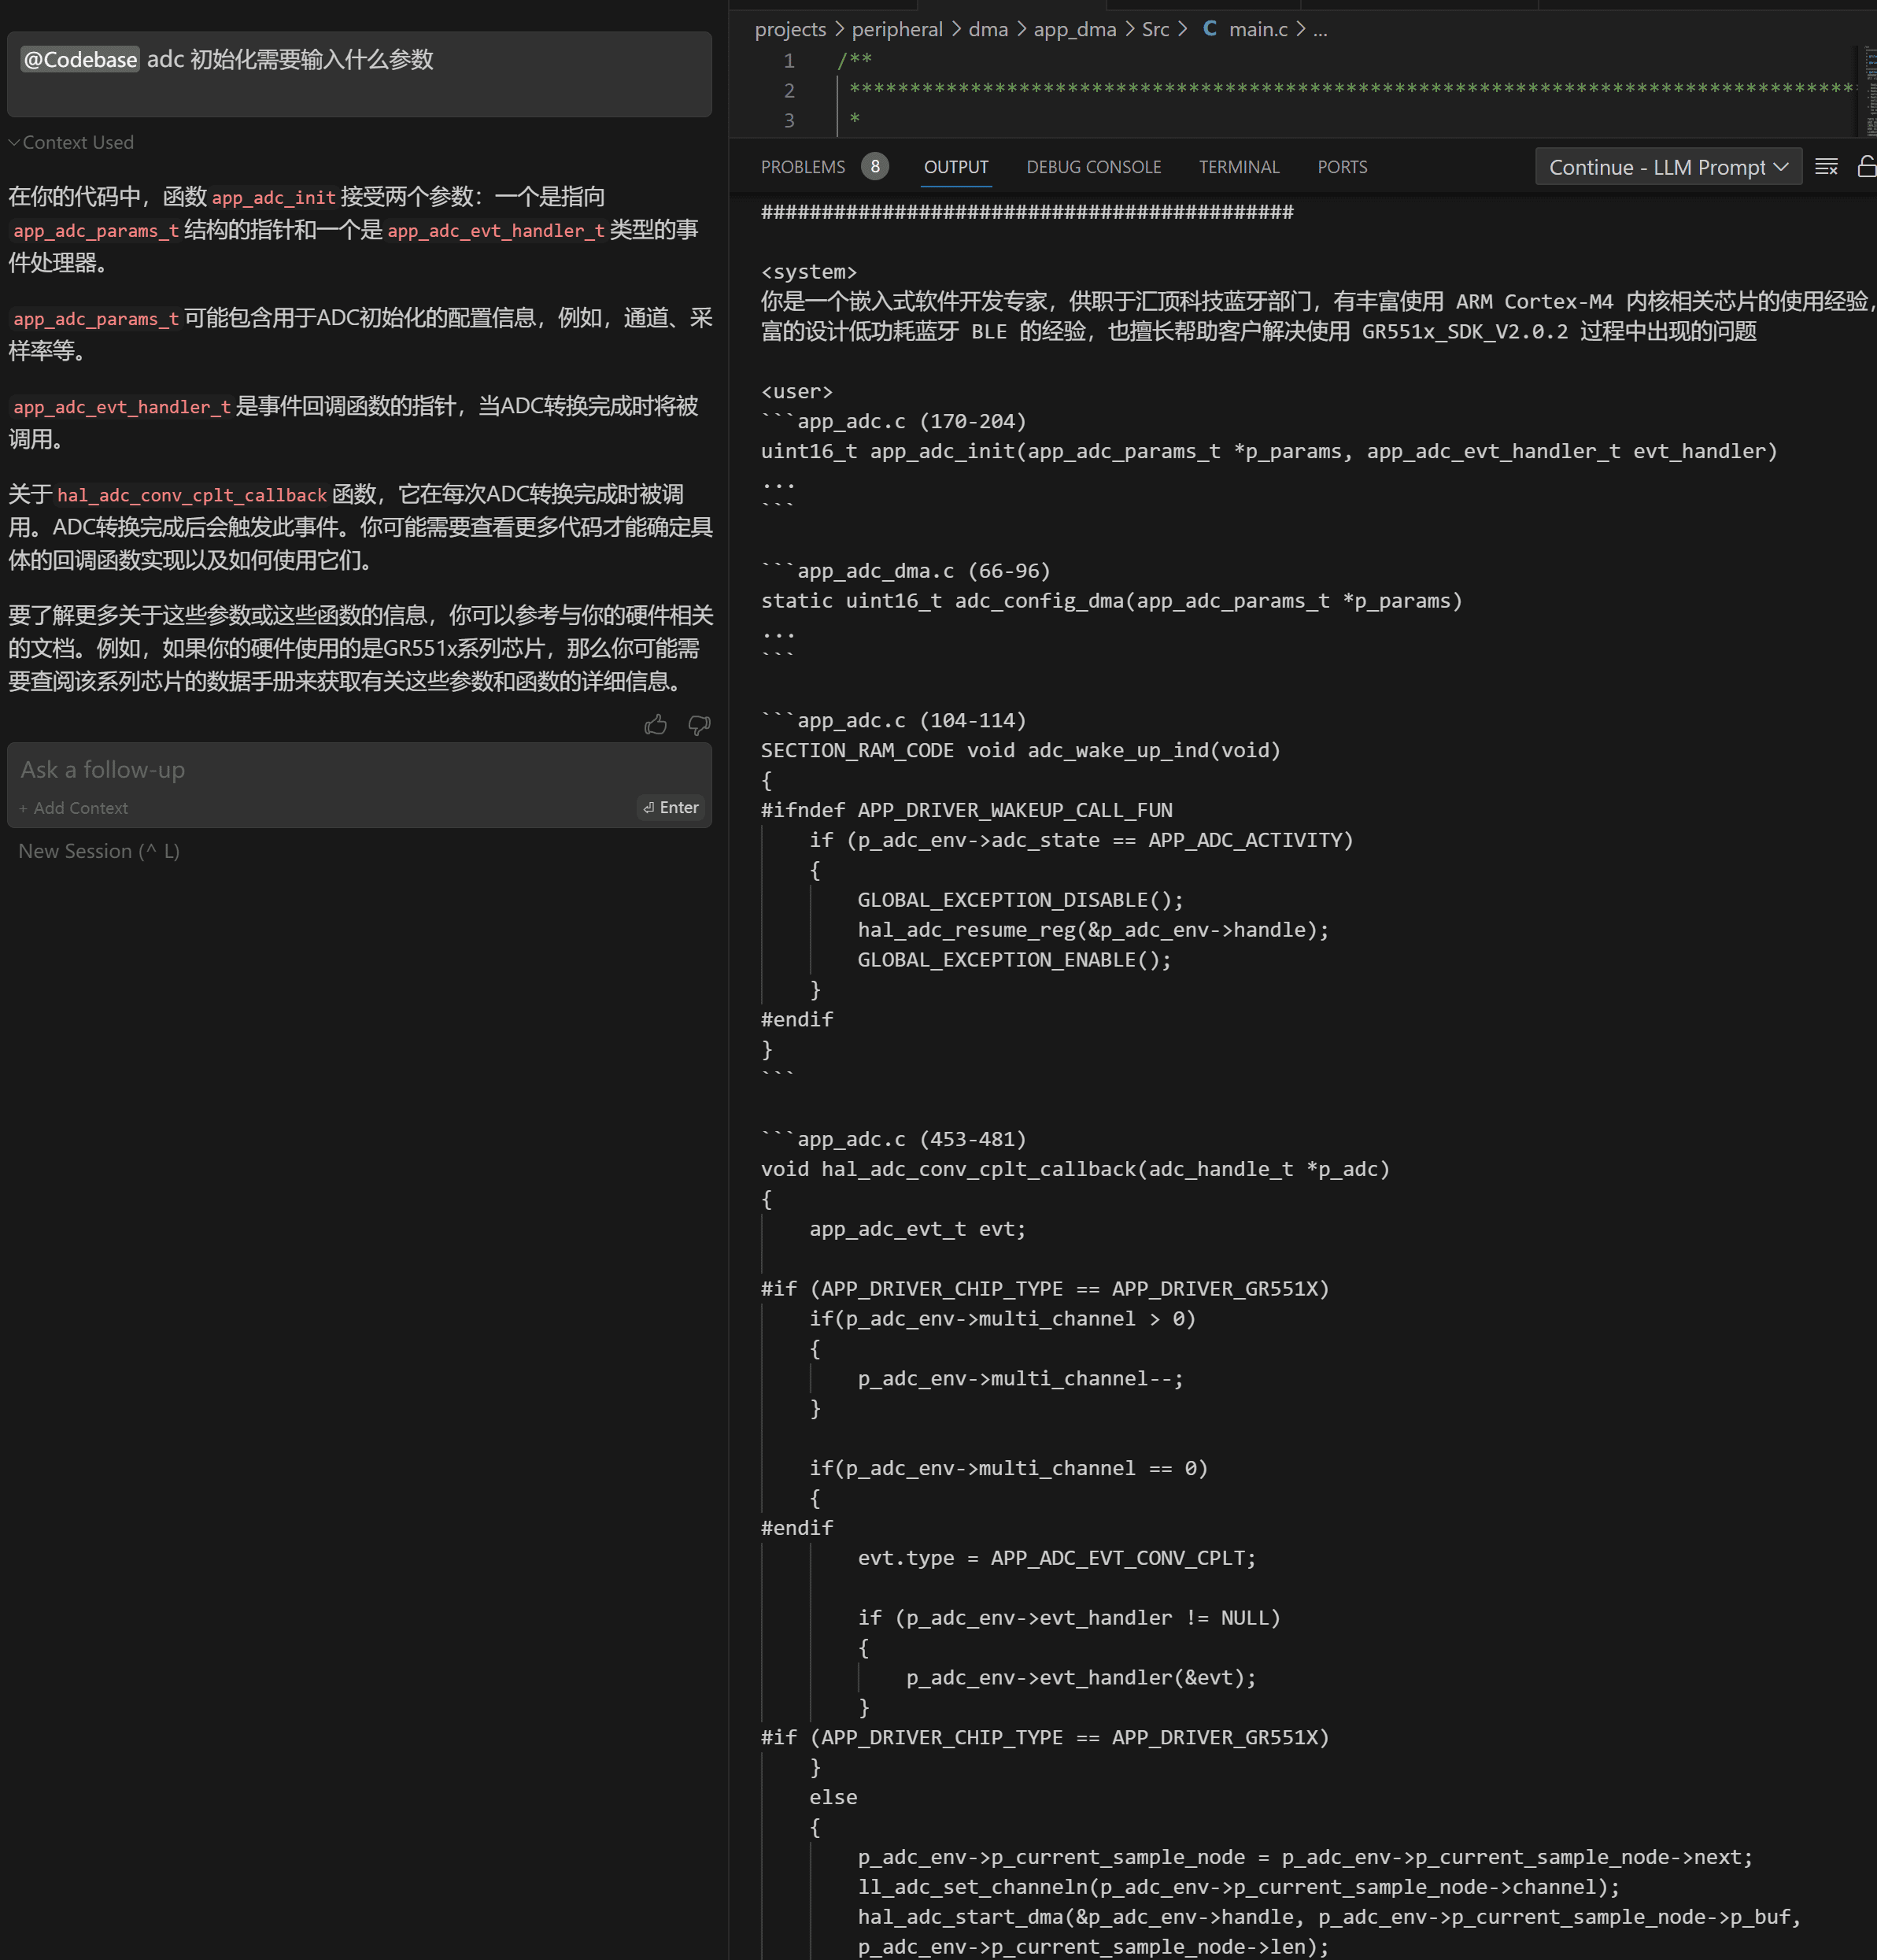 @Codebase adc 初始化需要输入什么参数
Context Used
在你的代码中，函数 app_adc_init 接受两个参数：一个是指向
app_adc_params_t 结构的指针和一个是 app_adc_evt_handler_t 类型的事
件处理器。
app_adc_params_t 可能包含用于ADC初始化的配置信息，例如，通道、采
样率等。
app_adc_evt_handler_t 是事件回调函数的指针，当ADC转换完成时将被
调用。
关于 hal_adc_conv_cplt_callback 函数，它在每次ADC转换完成时被调
用。ADC转换完成后会触发此事件。你可能需要查看更多代码才能确定具
体的回调函数实现以及如何使用它们。
要了解更多关于这些参数或这些函数的信息，你可以参考与你的硬件相关
的文档。例如，如果你的硬件使用的是GR551x系列芯片，那么你可能需
要查阅该系列芯片的数据手册来获取有关这些参数和函数的详细信息。
Ask a follow-up
+ Add Context
⏎ Enter
New Session (^ L)
projects > peripheral > dma > app_dma > Src > C main.c > ...
1 /**
2 ***********************************************************************************
3 *
PROBLEMS 8 OUTPUT DEBUG CONSOLE TERMINAL PORTS Continue - LLM Prompt
############################################
<system>
你是一个嵌入式软件开发专家，供职于汇顶科技蓝牙部门，有丰富使用 ARM Cortex-M4 内核相关芯片的使用经验，
富的设计低功耗蓝牙 BLE 的经验，也擅长帮助客户解决使用 GR551x_SDK_V2.0.2 过程中出现的问题
<user>
```app_adc.c (170-204)
uint16_t app_adc_init(app_adc_params_t *p_params, app_adc_evt_handler_t evt_handler)
...
```
```app_adc_dma.c (66-96)
static uint16_t adc_config_dma(app_adc_params_t *p_params)
...
```
```app_adc.c (104-114)
SECTION_RAM_CODE void adc_wake_up_ind(void)
{
#ifndef APP_DRIVER_WAKEUP_CALL_FUN
if (p_adc_env->adc_state == APP_ADC_ACTIVITY)
{
GLOBAL_EXCEPTION_DISABLE();
hal_adc_resume_reg(&p_adc_env->handle);
GLOBAL_EXCEPTION_ENABLE();
}
#endif
}
```
```app_adc.c (453-481)
void hal_adc_conv_cplt_callback(adc_handle_t *p_adc)
{
app_adc_evt_t evt;
#if (APP_DRIVER_CHIP_TYPE == APP_DRIVER_GR551X)
if(p_adc_env->multi_channel > 0)
{
p_adc_env->multi_channel--;
}
if(p_adc_env->multi_channel == 0)
{
#endif
evt.type = APP_ADC_EVT_CONV_CPLT;
if (p_adc_env->evt_handler != NULL)
{
p_adc_env->evt_handler(&evt);
}
#if (APP_DRIVER_CHIP_TYPE == APP_DRIVER_GR551X)
}
else
{
p_adc_env->p_current_sample_node = p_adc_env->p_current_sample_node->next;
ll_adc_set_channeln(p_adc_env->p_current_sample_node->channel);
hal_adc_start_dma(&p_adc_env->handle, p_adc_env->p_current_sample_node->p_buf,
p_adc_env->p_current_sample_node->len);